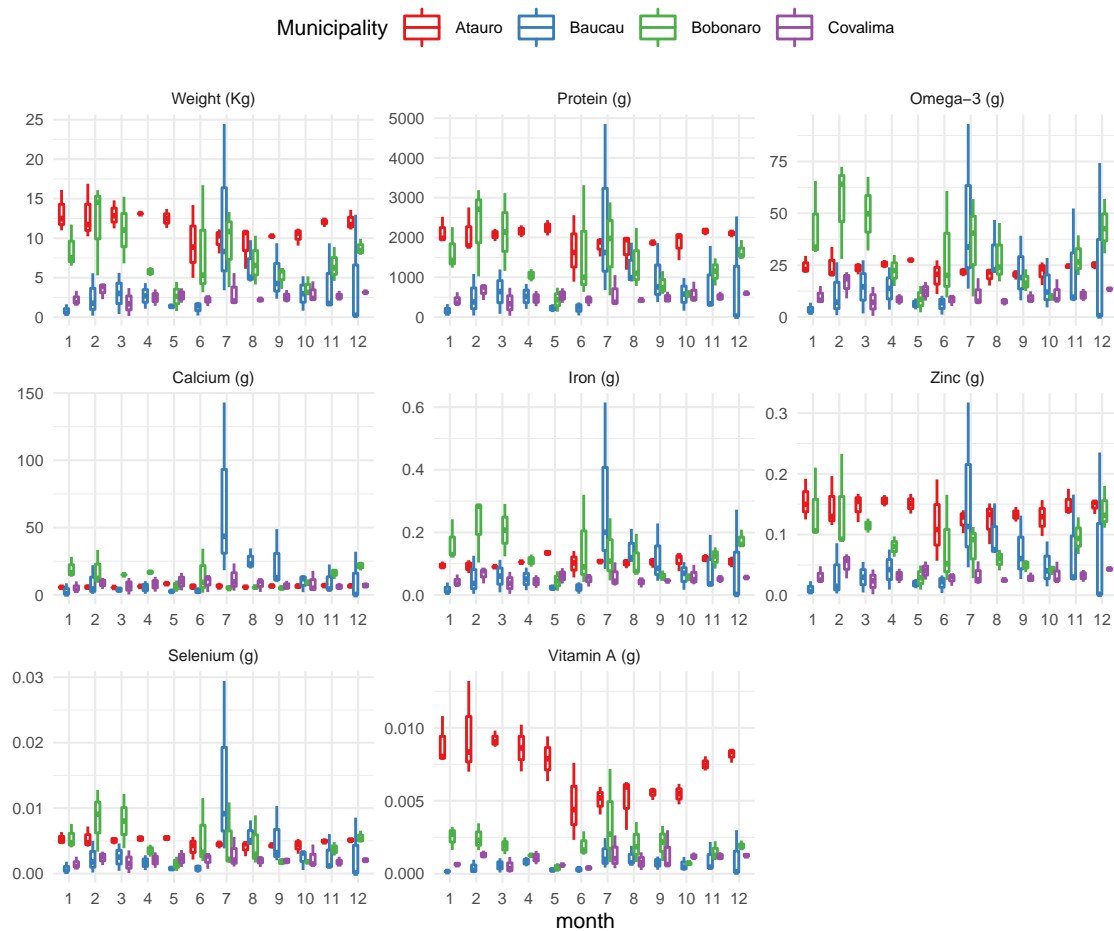 Municipality Atauro Baucau Bobonaro Covalima
Weight (Kg) Protein (g) Omega−3 (g)
25
20
15
10
5
0
1 2 3 4 5 6 7 8 9 10 11 12
5000
4000
3000
2000
1000
0
1 2 3 4 5 6 7 8 9 10 11 12
75
50
25
0
1 2 3 4 5 6 7 8 9 10 11 12
Calcium (g) Iron (g) Zinc (g)
150
100
50
0
1 2 3 4 5 6 7 8 9 10 11 12
0.6
0.4
0.2
0.0
1 2 3 4 5 6 7 8 9 10 11 12
0.3
0.2
0.1
0.0
1 2 3 4 5 6 7 8 9 10 11 12
Selenium (g) Vitamin A (g)
0.03
0.02
0.01
0.00
1 2 3 4 5 6 7 8 9 10 11 12
0.010
0.005
0.000
1 2 3 4 5 6 7 8 9 10 11 12
month